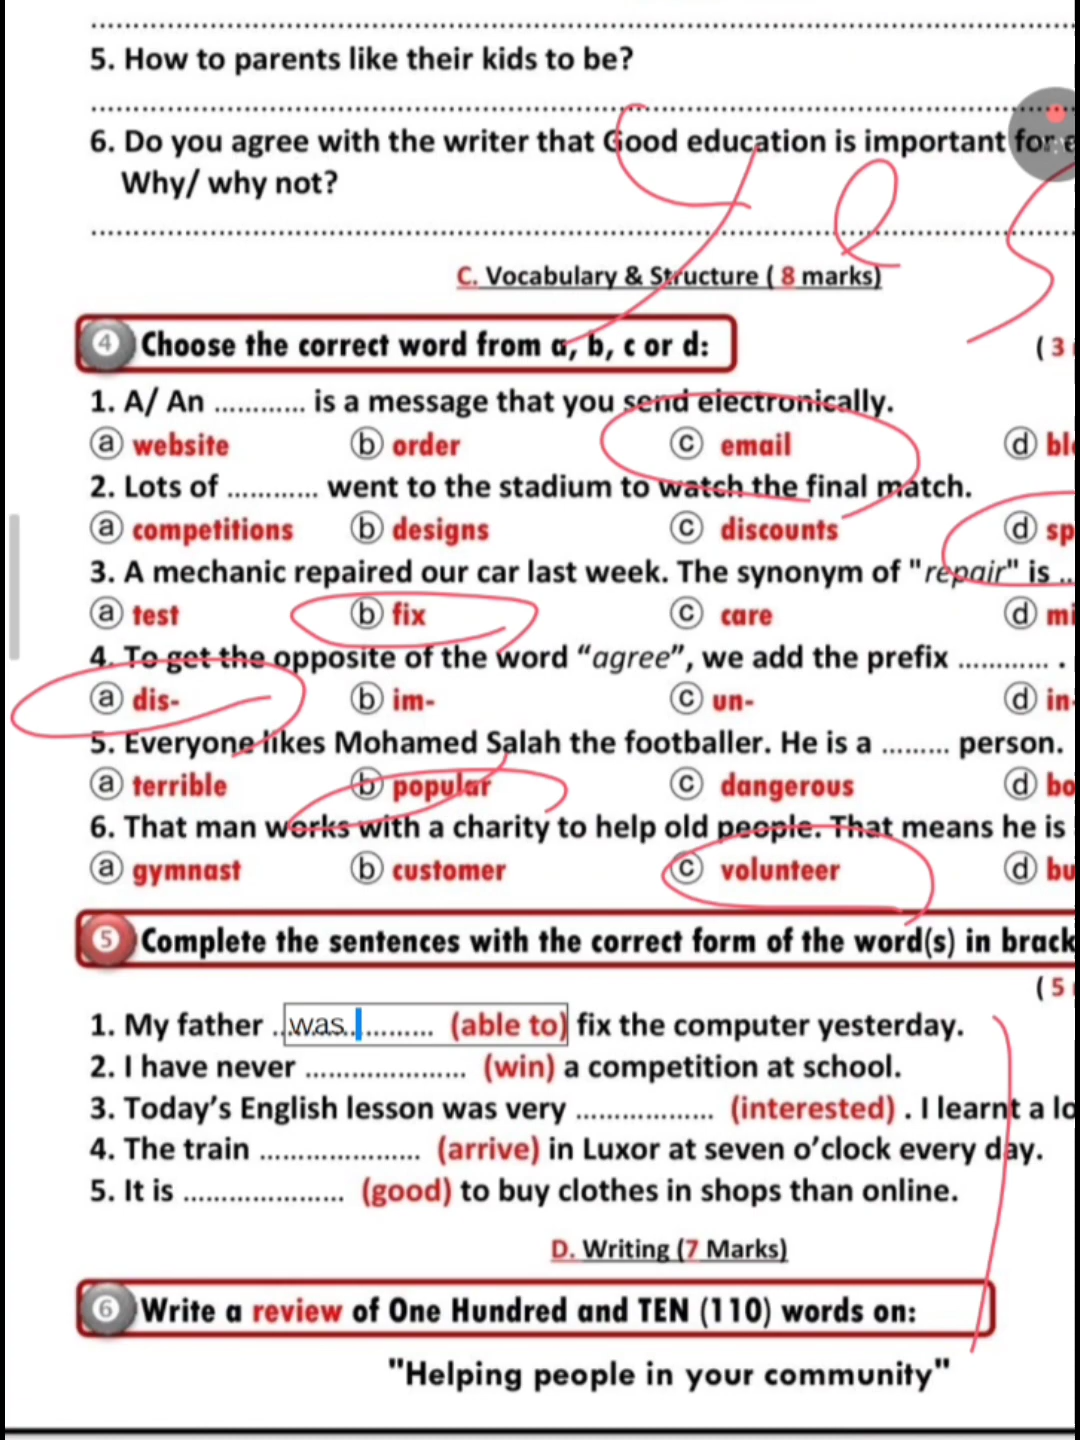 5. How to parents like their kids to be?
6. Do you agree with the writer that Good education is important for
Why/ why not?
C. Vocabulary & Structure ( 8 marks)
4 Choose the correct word from a, b, c or d:
( 3
1. A/ An ............ is a message that you send electronically.
ⓐ website ⓑ order ⓒ email ⓓ
2. Lots of ............ went to the stadium to watch the final match.
ⓐ competitions ⓑ designs ⓒ discounts ⓓ sp
3. A mechanic repaired our car last week. The synonym of "repair" is ..
ⓐ test ⓑ fix ⓒ care ⓓ mi
4. To get the opposite of the word “agree”, we add the prefix ............ .
ⓐ dis- ⓑ im- ⓒ un- ⓓ in-
5. Everyone likes Mohamed Salah the footballer. He is a ......... person.
ⓐ terrible ⓑ popular ⓒ dangerous ⓓ bo
6. That man works with a charity to help old people. That means he is
ⓐ gymnast ⓑ customer ⓒ volunteer ⓓ bu
5 Complete the sentences with the correct form of the word(s) in brack
( 5
1. My father ..was........... (able to) fix the computer yesterday.
2. I have never ..................... (win) a competition at school.
3. Today’s English lesson was very .................. (interested) . I learnt a lo
4. The train ..................... (arrive) in Luxor at seven o’clock every day.
5. It is ..................... (good) to buy clothes in shops than online.
D. Writing (7 Marks)
6 Write a review of One Hundred and TEN (110) words on:
"Helping people in your community"